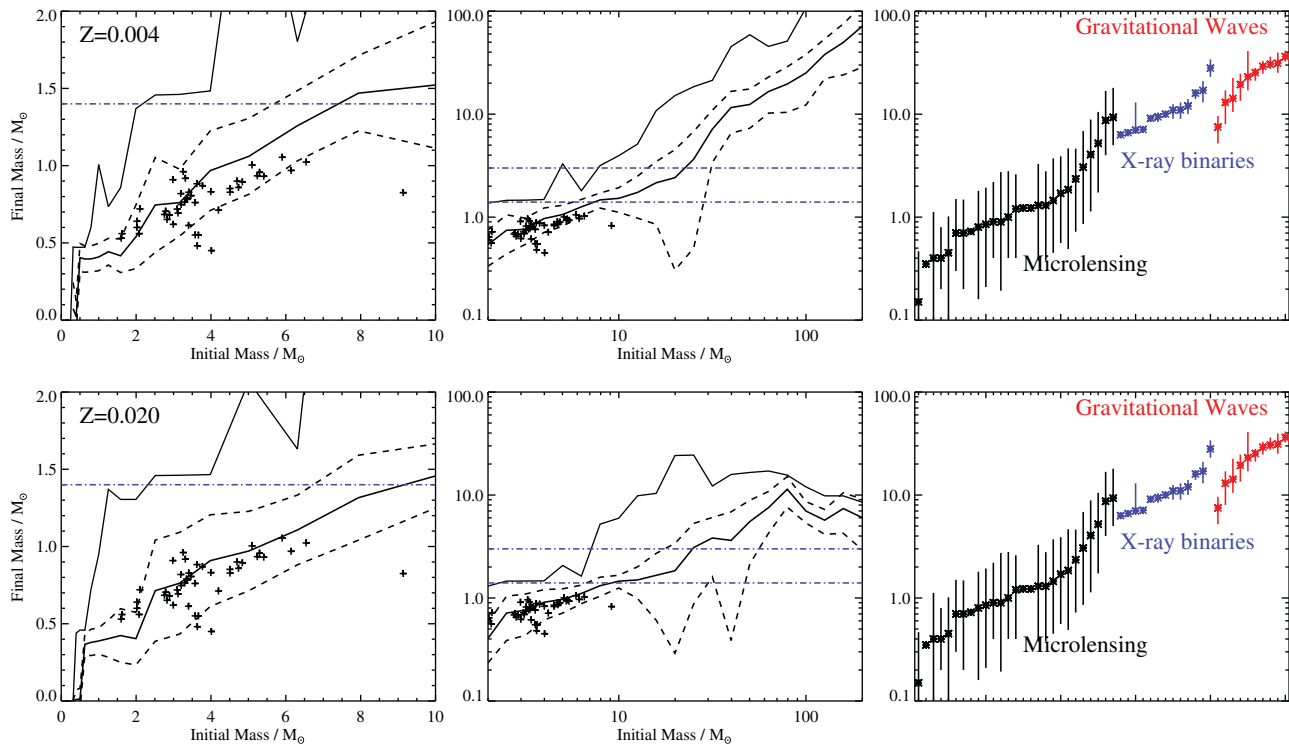 2.0
Z=0.004
1.5
1.0
0.5
0.0
Final Mass / M⊙
0 2 4 6 8 10
Initial Mass / M⊙
100.0
10.0
1.0
0.1
Final Mass / M⊙
10 100
Initial Mass / M⊙
100.0
10.0
1.0
0.1
Gravitational Waves
X-ray binaries
Microlensing
2.0
Z=0.020
1.5
1.0
0.5
0.0
Final Mass / M⊙
0 2 4 6 8 10
Initial Mass / M⊙
100.0
10.0
1.0
0.1
Final Mass / M⊙
10 100
Initial Mass / M⊙
100.0
10.0
1.0
0.1
Gravitational Waves
X-ray binaries
Microlensing